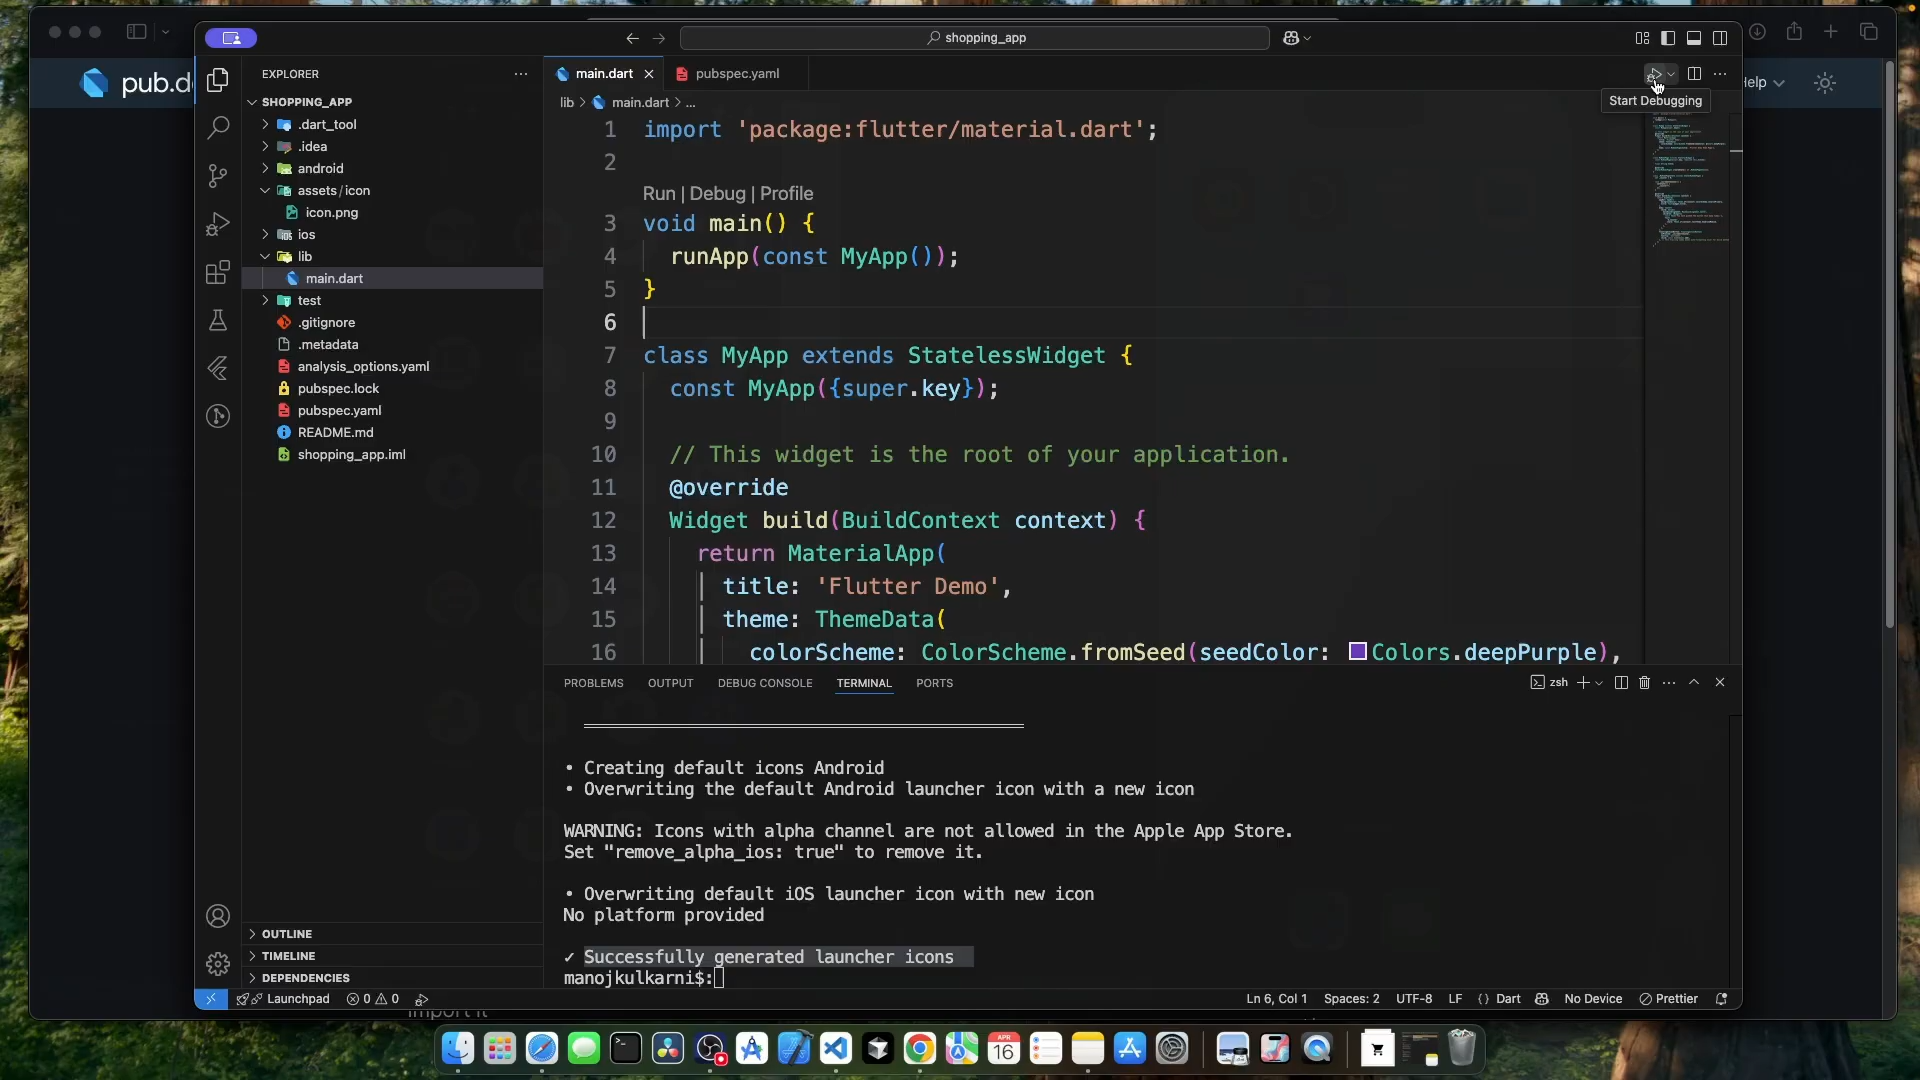 shopping_app
pub.d
Help
EXPLORER
main.dart
pubspec.yaml
Start Debugging
SHOPPING_APP
lib > main.dart > ...
.dart_tool
.idea
android
assets/icon
icon.png
ios
lib
main.dart
test
.gitignore
.metadata
analysis_options.yaml
pubspec.lock
pubspec.yaml
README.md
shopping_app.iml
1 import 'package:flutter/material.dart';
2
Run | Debug | Profile
3 void main() {
4 runApp(const MyApp());
5 }
6
7 class MyApp extends StatelessWidget {
8 const MyApp({super.key});
9
10 // This widget is the root of your application.
11 @override
12 Widget build(BuildContext context) {
13 return MaterialApp(
14 title: 'Flutter Demo',
15 theme: ThemeData(
16 colorScheme: ColorScheme.fromSeed(seedColor: Colors.deepPurple),
PROBLEMS OUTPUT DEBUG CONSOLE TERMINAL PORTS
zsh
• Creating default icons Android
• Overwriting the default Android launcher icon with a new icon
WARNING: Icons with alpha channel are not allowed in the Apple App Store.
Set "remove_alpha_ios: true" to remove it.
• Overwriting default iOS launcher icon with new icon
No platform provided
✓ Successfully generated launcher icons
manojkulkarni$:
OUTLINE
TIMELINE
DEPENDENCIES
Launchpad 0 0
Ln 6, Col 1 Spaces: 2 UTF-8 LF {} Dart No Device Prettier
APR
16